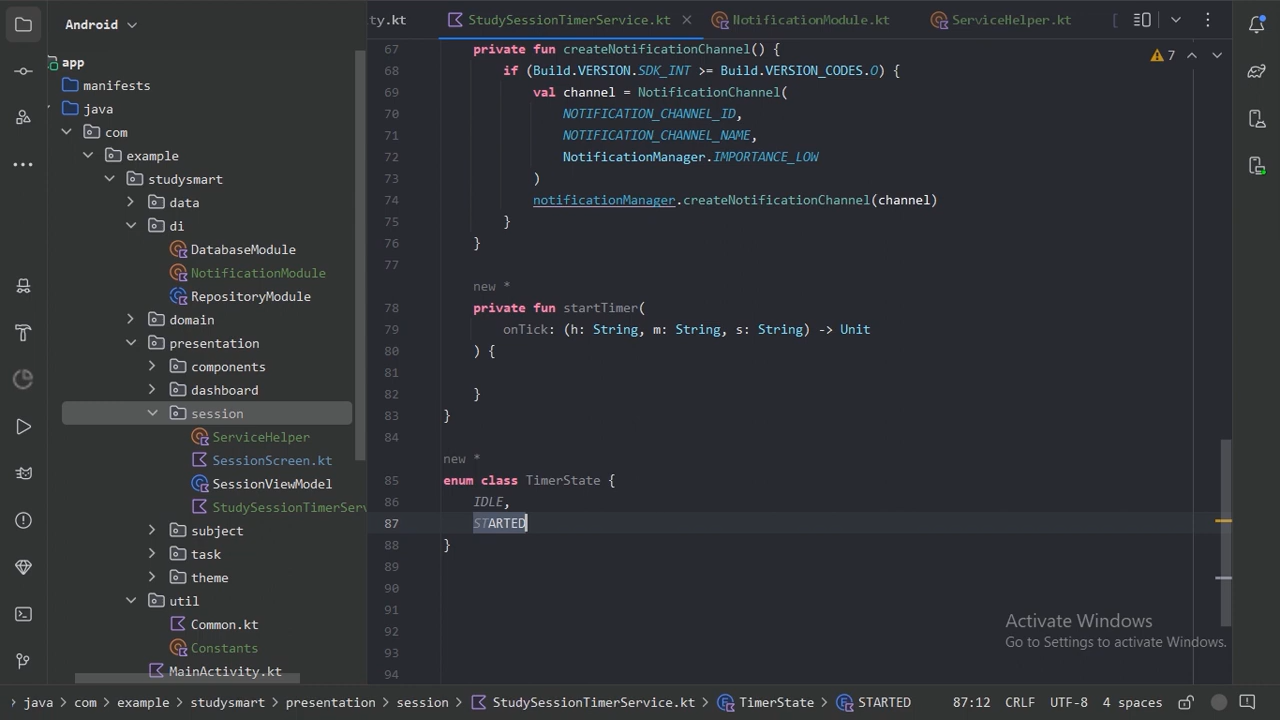 Android
ty.kt
StudySessionTimerService.kt
NotificationModule.kt
ServiceHelper.kt
app
manifests
java
com
example
studysmart
data
di
DatabaseModule
NotificationModule
RepositoryModule
domain
presentation
components
dashboard
session
ServiceHelper
SessionScreen.kt
SessionViewModel
StudySessionTimerServ
subject
task
theme
util
Common.kt
Constants
MainActivity.kt
7
67 private fun createNotificationChannel() {
68 if (Build.VERSION.SDK_INT >= Build.VERSION_CODES.O) {
69 val channel = NotificationChannel(
70 NOTIFICATION_CHANNEL_ID,
71 NOTIFICATION_CHANNEL_NAME,
72 NotificationManager.IMPORTANCE_LOW
73 )
74 notificationManager.createNotificationChannel(channel)
75 }
76 }
77
new *
78 private fun startTimer(
79 onTick: (h: String, m: String, s: String) -> Unit
80 ) {
81
82 }
83 }
84
new *
85 enum class TimerState {
86 IDLE,
87 STARTED
88 }
89
90
91
92
93
94
Activate Windows
Go to Settings to activate Windows.
java > com > example > studysmart > presentation > session > StudySessionTimerService.kt > TimerState > STARTED
87:12 CRLF UTF-8 4 spaces